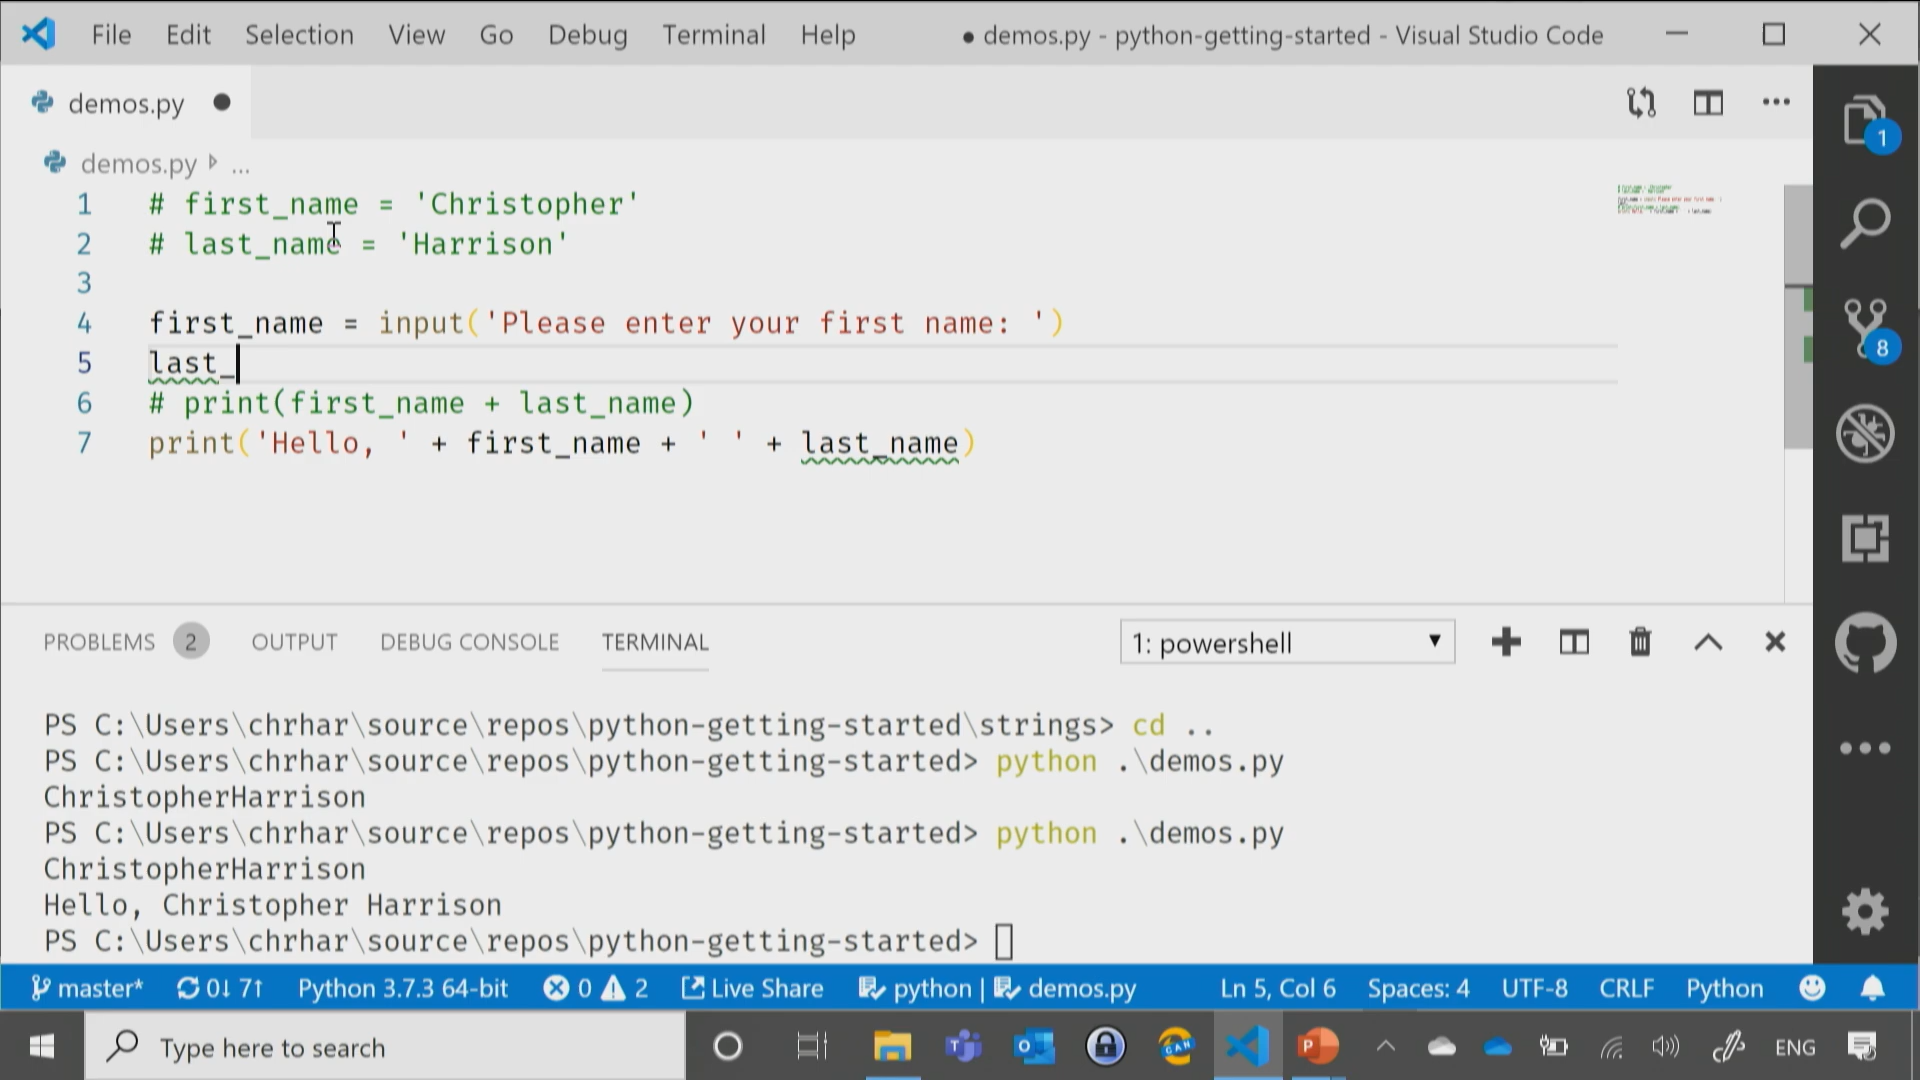 File Edit Selection View Go Debug Terminal Help ● demos.py - python-getting-started - Visual Studio Code
demos.py ●
demos.py ...
1 # first_name = 'Christopher'
2 # last_name = 'Harrison'
3
4 first_name = input('Please enter your first name: ')
5 last_
6 # print(first_name + last_name)
7 print('Hello, ' + first_name + ' ' + last_name)
1
8
PROBLEMS 2 OUTPUT DEBUG CONSOLE TERMINAL 1: powershell
PS C:\Users\chrhar\source\repos\python-getting-started\strings> cd ..
PS C:\Users\chrhar\source\repos\python-getting-started> python .\demos.py
ChristopherHarrison
PS C:\Users\chrhar\source\repos\python-getting-started> python .\demos.py
ChristopherHarrison
Hello, Christopher Harrison
PS C:\Users\chrhar\source\repos\python-getting-started>
master* 0↓ 7↑ Python 3.7.3 64-bit 0 2 Live Share python | demos.py Ln 5, Col 6 Spaces: 4 UTF-8 CRLF Python
Type here to search CAN ENG